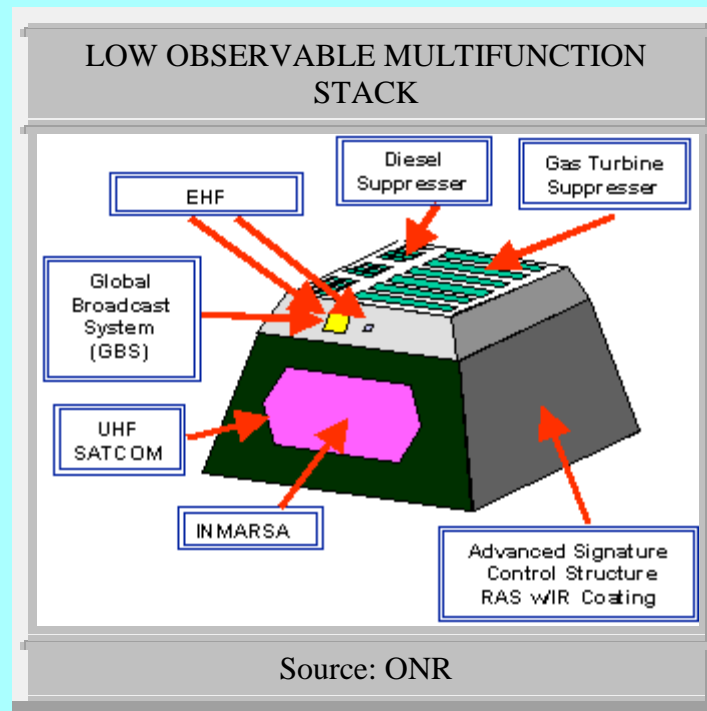 LOW OBSERVABLE MULTIFUNCTION
STACK
Diesel
Suppresser
Gas Turbine
Suppresser
EHF
Global
Broadcast
System
(GBS)
UHF
SATCOM
INMARSA
Advanced Signature
Control Structure
RAS w/IR Coating
Source: ONR